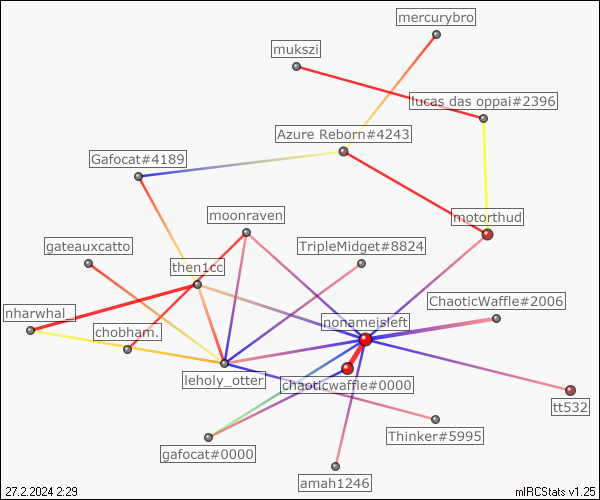 mercurybro
mukszi
lucas das oppai#2396
Azure Reborn#4243
Gafocat#4189
moonraven
motorthud
gateauxcatto
TripleMidget#8824
then1cc
ChaoticWaffle#2006
nharwhal_
nonameisleft
chobham.
leholy_otter
chaoticwaffle#0000
tt532
Thinker#5995
gafocat#0000
amah1246
27.2.2024 2:29
mIRCStats v1.25